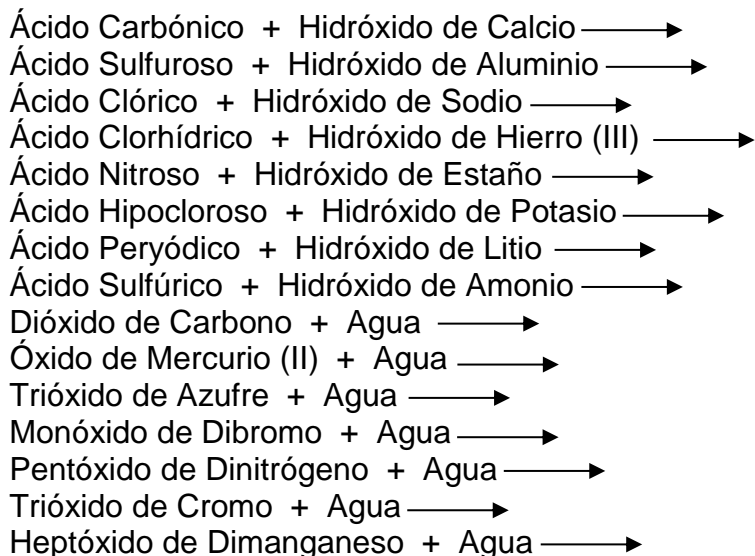 Ácido Carbónico + Hidróxido de Calcio
Ácido Sulfuroso + Hidróxido de Aluminio
Ácido Clórico + Hidróxido de Sodio
Ácido Clorhídrico + Hidróxido de Hierro (III)
Ácido Nitroso + Hidróxido de Estaño
Ácido Hipocloroso + Hidróxido de Potasio
Ácido Peryódico + Hidróxido de Litio
Ácido Sulfúrico + Hidróxido de Amonio
Dióxido de Carbono + Agua
Óxido de Mercurio (II) + Agua
Trióxido de Azufre + Agua
Monóxido de Dibromo + Agua
Pentóxido de Dinitrógeno + Agua
Trióxido de Cromo + Agua
Heptóxido de Dimanganeso + Agua